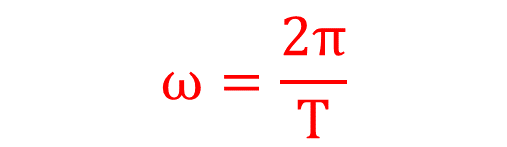 ω = 2π/T